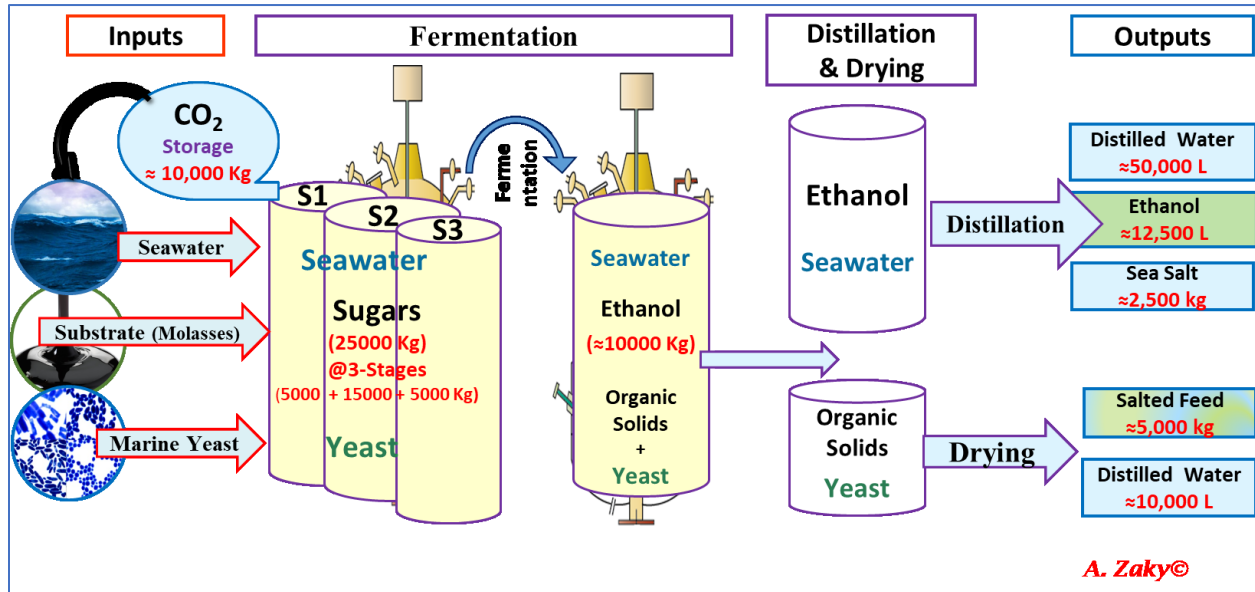 Inputs
Fermentation
Distillation
& Drying
Outputs
CO₂
Storage
≈ 10,000 Kg
Seawater
Substrate (Molasses)
Marine Yeast
S1
S2
S3
Seawater
Sugars
(25000 Kg)
@3-Stages
(5000 + 15000 + 5000 Kg)
Yeast
Ferme
ntation
Seawater
Ethanol
(≈10000 Kg)
Organic
Solids
+
Yeast
Ethanol
Seawater
Organic
Solids
Yeast
Distillation
Drying
Distilled Water
≈50,000 L
Ethanol
≈12,500 L
Sea Salt
≈2,500 kg
Salted Feed
≈5,000 kg
Distilled Water
≈10,000 L
A. Zaky©